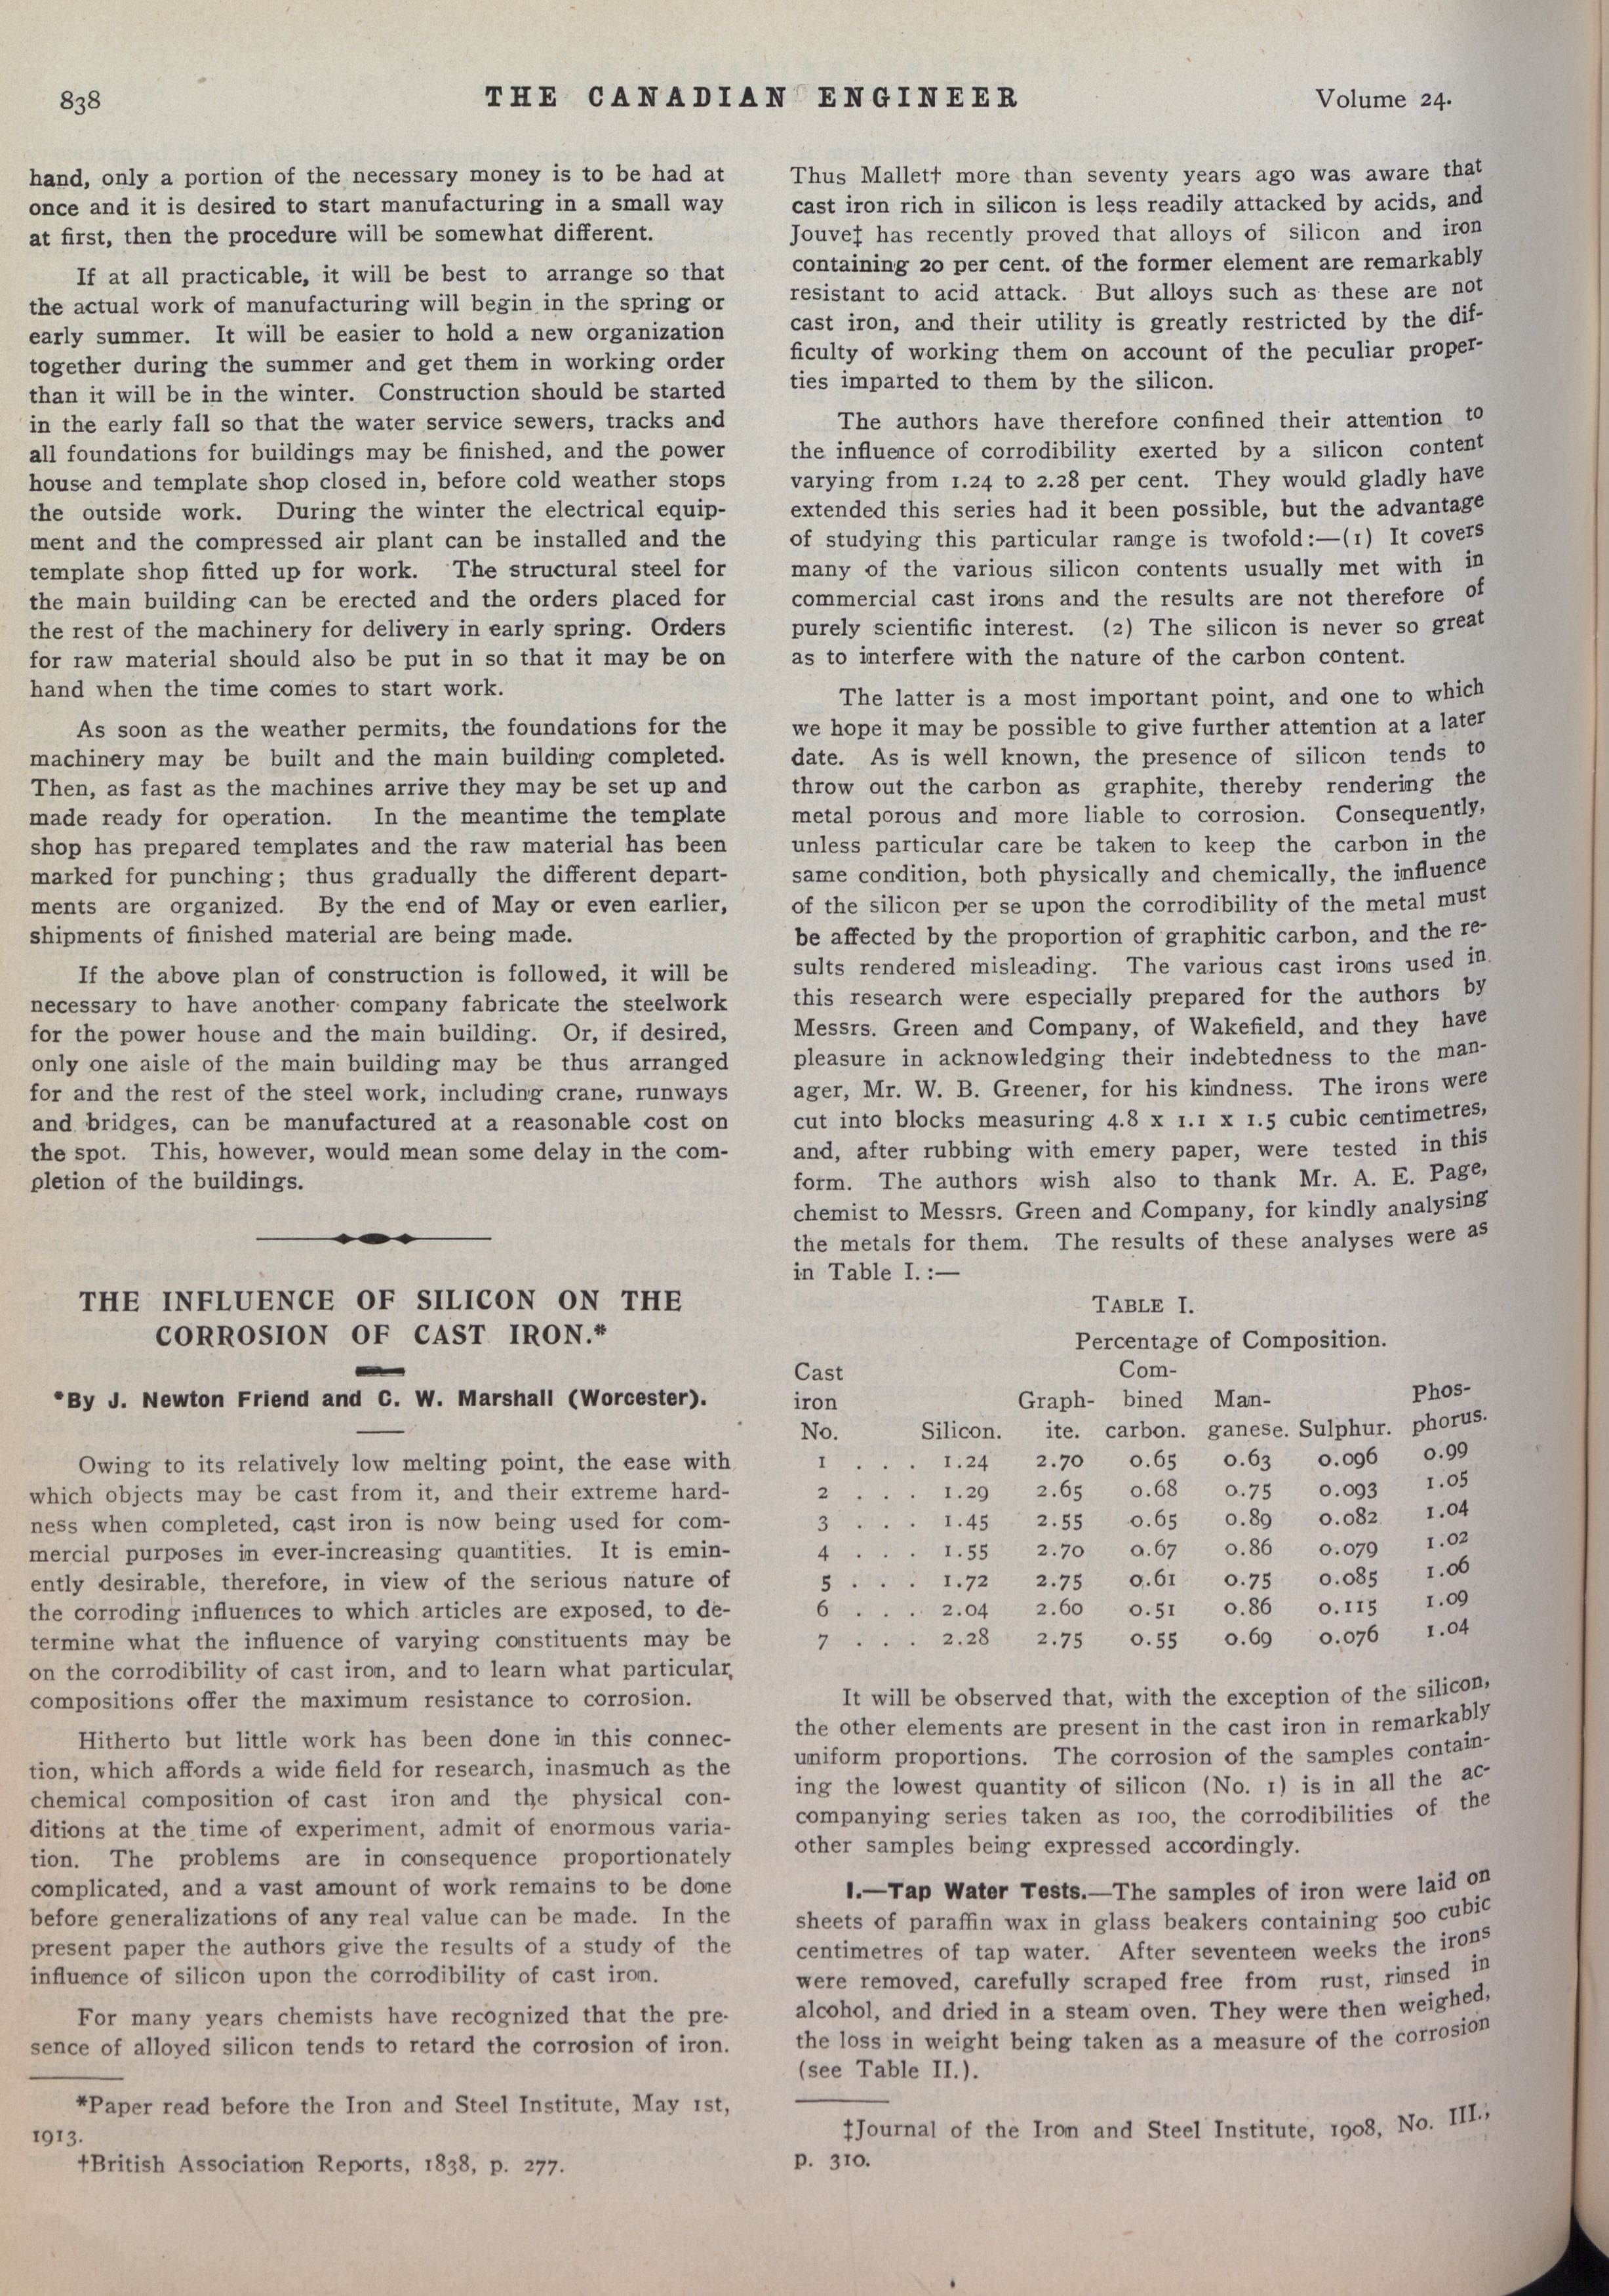 838
THE CANADIAN ENGINEER
Volume 24.
hand, only a portion of the necessary money is to be had at
once and it is desired to start manufacturing in a small way
at first, then the procedure will be somewhat different.
If at all practicable, it will be best to arrange so that
the actual work of manufacturing will begin in the spring or
early summer. It will be easier to hold a new organization
together during the summer and get them in working order
than it will be in the winter. Construction should be started
in the early fall so that the water service sewers, tracks and
all foundations for buildings may be finished, and the power
house and template shop closed in, before cold weather stops
the outside work. During the winter the electrical equip-
ment and the compressed air plant can be installed and the
template shop fitted up for work. The structural steel for
the main building can be erected and the orders placed for
the rest of the machinery for delivery in early spring. Orders
for raw material should also be put in so that it may be on
hand when the time comes to start work.
As soon as the weather permits, the foundations for the
machinery may be built and the main building completed.
Then, as fast as the machines arrive they may be set up and
made ready for operation. In the meantime the template
shop has prepared templates and the raw material has been
marked for punching; thus gradually the different depart-
ments are organized. By the end of May or even earlier,
shipments of finished material are being made.
If the above plan of construction is followed, it will be
necessary to have another company fabricate the steelwork
for the power house and the main building. Or, if desired,
only one aisle of the main building may be thus arranged
for and the rest of the steel work, including crane, runways
and bridges, can be manufactured at a reasonable cost on
the spot. This, however, would mean some delay in the com-
pletion of the buildings.
THE INFLUENCE OF SILICON ON THE
CORROSION OF CAST IRON.*
*By J. Newton Friend and C. W. Marshall (Worcester).
Owing to its relatively low melting point, the ease with
which objects may be cast from it, and their extreme hard-
ness when completed, cast iron is now being used for com-
mercial purposes in ever-increasing quantities. It is emin-
ently desirable, therefore, in view of the serious nature of
the corroding influences to which articles are exposed, to de-
termine what the influence of varying constituents may be
on the corrodibility of cast iron, and to learn what particular,
compositions offer the maximum resistance to corrosion.
Hitherto but little work has been done in this connec-
tion, which affords a wide field for research, inasmuch as the
chemical composition of cast iron and the physical con-
ditions at the time of experiment, admit of enormous varia-
tion. The problems are in consequence proportionately
complicated, and a vast amount of work remains to be done
before generalizations of any real value can be made. In the
present paper the authors give the results of a study of the
influence of silicon upon the corrodibility of cast iron.
For many years chemists have recognized that the pre-
sence of alloyed silicon tends to retard the corrosion of iron.
*Paper read before the Iron and Steel Institute, May 1st,
1913.
†British Association Reports, 1838, p. 277.
Thus Mallet† more than seventy years ago was aware that
cast iron rich in silicon is less readily attacked by acids, and
Jouve‡ has recently proved that alloys of silicon and iron
containing 20 per cent. of the former element are remarkably
resistant to acid attack. But alloys such as these are not
cast iron, and their utility is greatly restricted by the dif-
ficulty of working them on account of the peculiar proper-
ties imparted to them by the silicon.
The authors have therefore confined their attention to
the influence of corrodibility exerted by a silicon content
varying from 1.24 to 2.28 per cent. They would gladly have
extended this series had it been possible, but the advantage
of studying this particular range is twofold:—(1) It covers
many of the various silicon contents usually met with in
commercial cast irons and the results are not therefore of
purely scientific interest. (2) The silicon is never so great
as to interfere with the nature of the carbon content.
The latter is a most important point, and one to which
we hope it may be possible to give further attention at a later
date. As is well known, the presence of silicon tends to
throw out the carbon as graphite, thereby rendering the
metal porous and more liable to corrosion. Consequently,
unless particular care be taken to keep the carbon in the
same condition, both physically and chemically, the influence
of the silicon per se upon the corrodibility of the metal must
be affected by the proportion of graphitic carbon, and the re-
sults rendered misleading. The various cast irons used in
this research were especially prepared for the authors by
Messrs. Green and Company, of Wakefield, and they have
pleasure in acknowledging their indebtedness to the man-
ager, Mr. W. B. Greener, for his kindness. The irons were
cut into blocks measuring 4.8 x 1.1 x 1.5 cubic centimetres,
and, after rubbing with emery paper, were tested in this
form. The authors wish also to thank Mr. A. E. Page,
chemist to Messrs. Green and Company, for kindly analysing
the metals for them. The results of these analyses were as
in Table I.:—
TABLE I.
Percentage of Composition.
Cast Com-
iron Graph- bined Man- Phos-
No. Silicon. ite. carbon. ganese. Sulphur. phorus.
1 . . . 1.24 2.70 0.65 0.63 0.096 0.99
2 . . . 1.29 2.65 0.68 0.75 0.093 1.05
3 . . . 1.45 2.55 0.65 0.89 0.082 1.04
4 . . . 1.55 2.70 0.67 0.86 0.079 1.02
5 . . . 1.72 2.75 0.61 0.75 0.085 1.06
6 . . . 2.04 2.60 0.51 0.86 0.115 1.09
7 . . . 2.28 2.75 0.55 0.69 0.076 1.04
It will be observed that, with the exception of the silicon,
the other elements are present in the cast iron in remarkably
uniform proportions. The corrosion of the samples contain-
ing the lowest quantity of silicon (No. 1) is in all the ac-
companying series taken as 100, the corrodibilities of the
other samples being expressed accordingly.
I.—Tap Water Tests.—The samples of iron were laid on
sheets of paraffin wax in glass beakers containing 500 cubic
centimetres of tap water. After seventeen weeks the irons
were removed, carefully scraped free from rust, rinsed in
alcohol, and dried in a steam oven. They were then weighed,
the loss in weight being taken as a measure of the corrosion
(see Table II.).
‡Journal of the Iron and Steel Institute, 1908, No. III.,
p. 310.